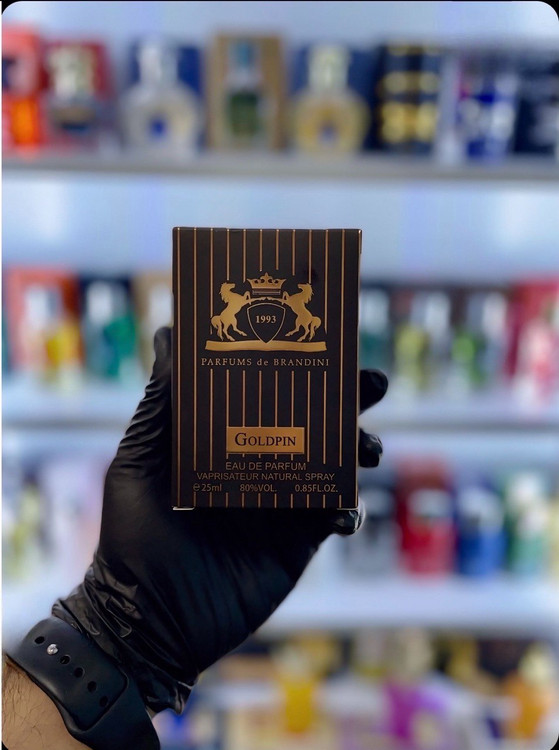 1993
PARFUMS de BRANDINI
GOLDPIN
EAU DE PARFUM
VAPRISATEUR NATURAL SPRAY
℮25ml 80%VOL. 0.85FL.OZ.